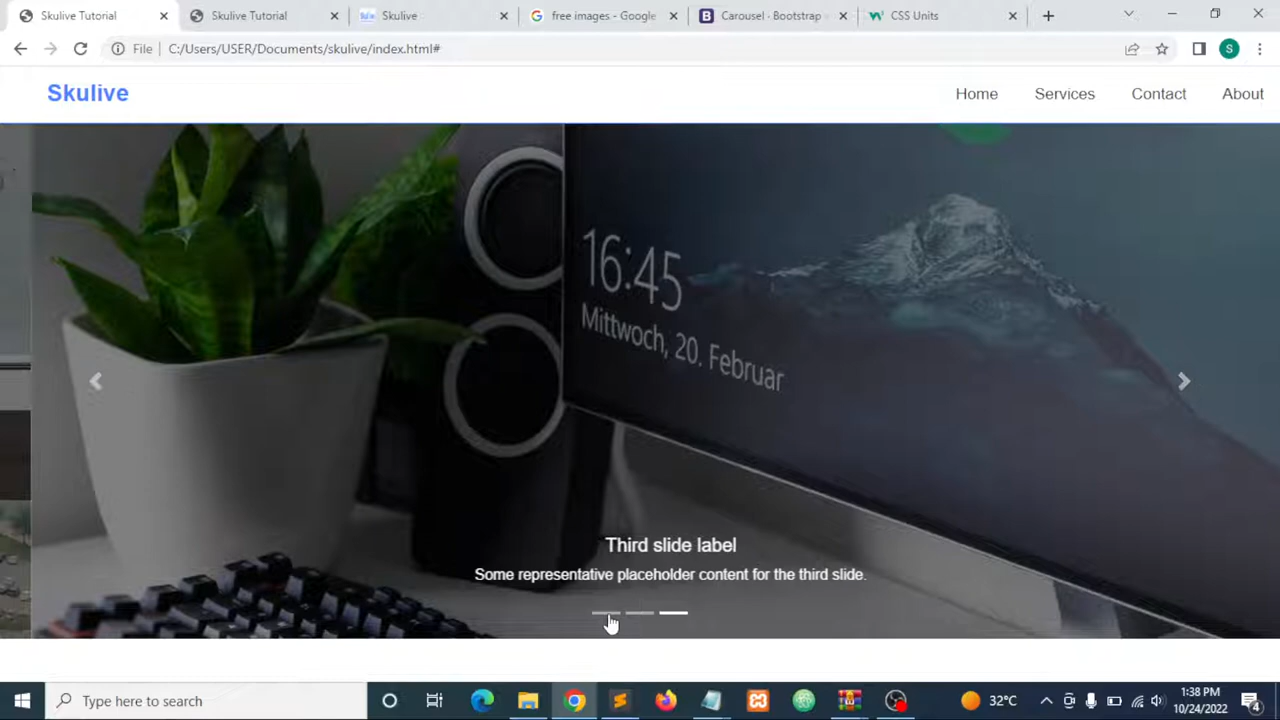 Skulive Tutorial
Skulive Tutorial
Skulive
free images - Google
Carousel · Bootstrap
CSS Units
File
C:/Users/USER/Documents/skulive/index.html#
S
Skulive
Home
Services
Contact
About
16:45
Mittwoch, 20. Februar
Third slide label
Some representative placeholder content for the third slide.
Type here to search
32°C
1:38 PM
10/24/2022
4